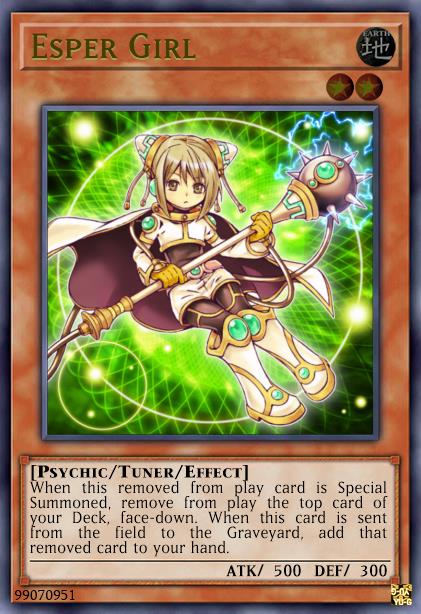 ESPER GIRL
EARTH
地
[PSYCHIC/TUNER/EFFECT]
When this removed from play card is Special
Summoned, remove from play the top card of
your Deck, face-down. When this card is sent
from the field to the Graveyard, add that
removed card to your hand.
ATK/ 500 DEF/ 300
99070951